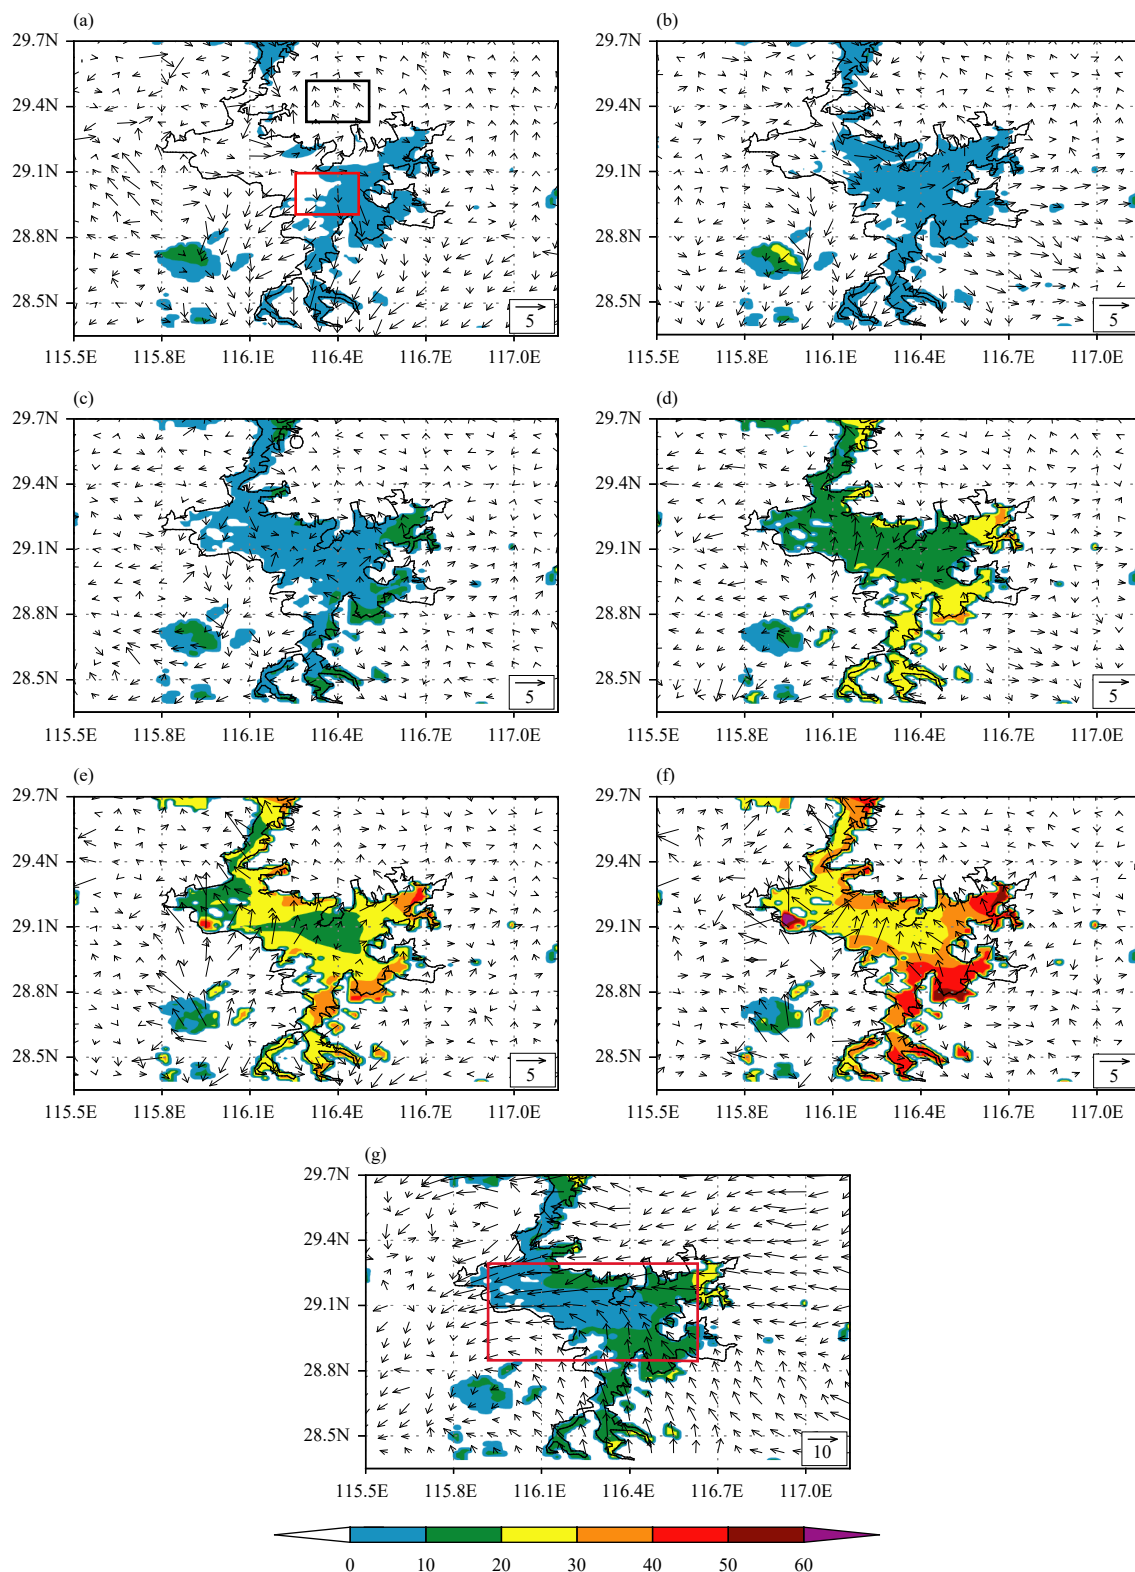 (a) (b)
29.7N 29.7N
29.4N 29.4N
29.1N 29.1N
28.8N 28.8N
28.5N 28.5N
5 5
115.5E 115.8E 116.1E 116.4E 116.7E 117.0E 115.5E 115.8E 116.1E 116.4E 116.7E 117.0E
(c) (d)
29.7N 29.7N
29.4N 29.4N
29.1N 29.1N
28.8N 28.8N
28.5N 28.5N
5 5
115.5E 115.8E 116.1E 116.4E 116.7E 117.0E 115.5E 115.8E 116.1E 116.4E 116.7E 117.0E
(e) (f)
29.7N 29.7N
29.4N 29.4N
29.1N 29.1N
28.8N 28.8N
28.5N 28.5N
5 5
115.5E 115.8E 116.1E 116.4E 116.7E 117.0E 115.5E 115.8E 116.1E 116.4E 116.7E 117.0E
(g)
29.7N
29.4N
29.1N
28.8N
28.5N
10
115.5E 115.8E 116.1E 116.4E 116.7E 117.0E
0 10 20 30 40 50 60